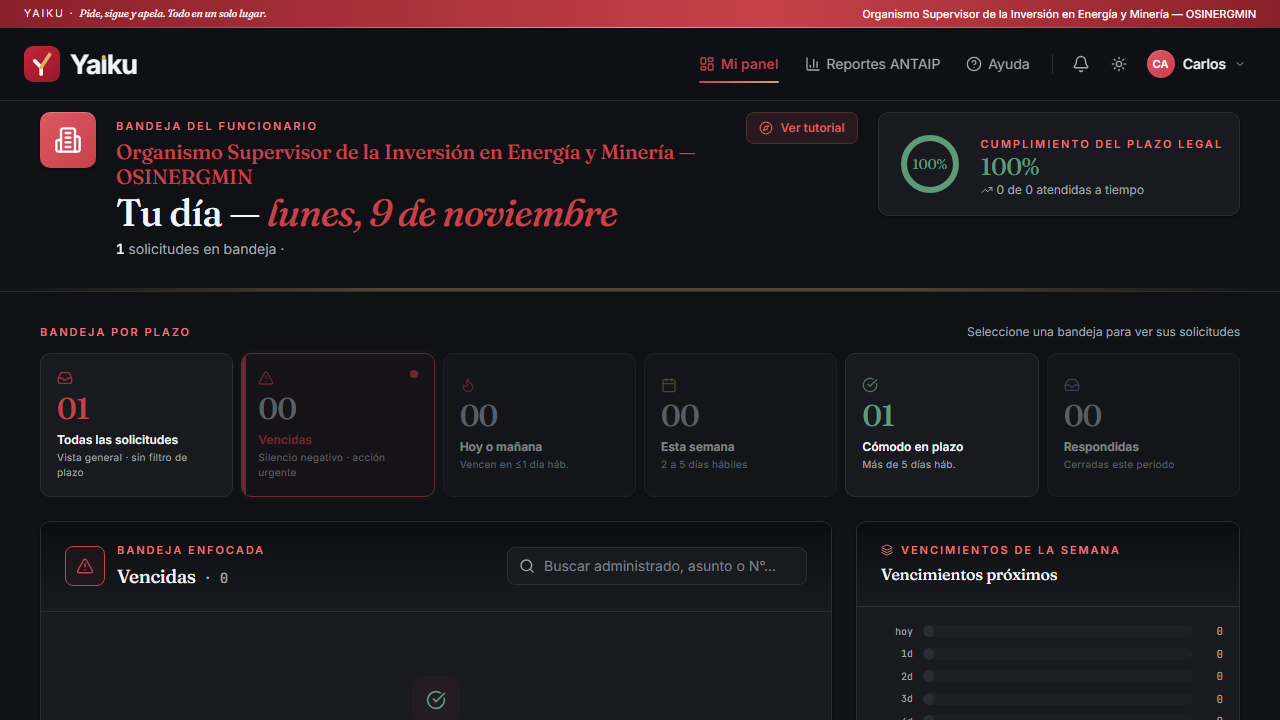 YAIKU · Pide, sigue y apela. Todo en un solo lugar.
Organismo Supervisor de la Inversión en Energía y Minería — OSINERGMIN
Yaiku
Mi panel
Reportes ANTAIP
Ayuda
CA
Carlos
BANDEJA DEL FUNCIONARIO
Organismo Supervisor de la Inversión en Energía y Minería —
OSINERGMIN
Tu día — lunes, 9 de noviembre
1 solicitudes en bandeja ·
Ver tutorial
100%
CUMPLIMIENTO DEL PLAZO LEGAL
100%
0 de 0 atendidas a tiempo
BANDEJA POR PLAZO
Seleccione una bandeja para ver sus solicitudes
01
Todas las solicitudes
Vista general · sin filtro de
plazo
00
Vencidas
Silencio negativo · acción
urgente
00
Hoy o mañana
Vencen en ≤1 día háb.
00
Esta semana
2 a 5 días hábiles
01
Cómodo en plazo
Más de 5 días háb.
00
Respondidas
Cerradas este periodo
BANDEJA ENFOCADA
Vencidas · 0
Buscar administrado, asunto o N°...
VENCIMIENTOS DE LA SEMANA
Vencimientos próximos
hoy 0
1d 0
2d 0
3d 0